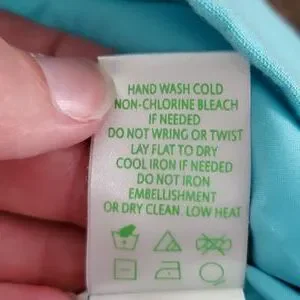 HAND WASH COLD
NON-CHLORINE BLEACH
IF NEEDED
DO NOT WRING OR TWIST
LAY FLAT TO DRY
COOL IRON IF NEEDED
DO NOT IRON
EMBELLISHMENT
OR DRY CLEAN LOW HEAT